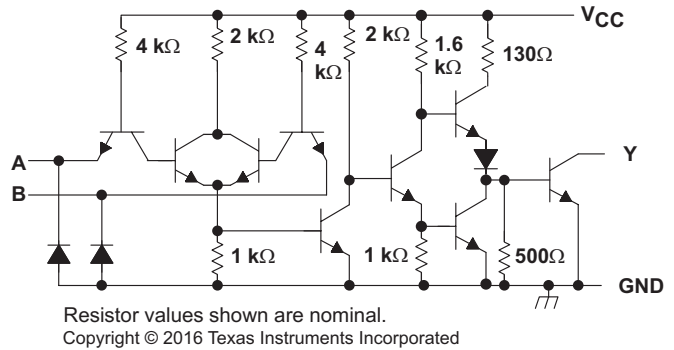 VCC
4 kΩ
2 kΩ
4
kΩ
2 kΩ
1.6
kΩ
130Ω
A
B
Y
1 kΩ
1 kΩ
500Ω
GND
Resistor values shown are nominal.
Copyright © 2016 Texas Instruments Incorporated